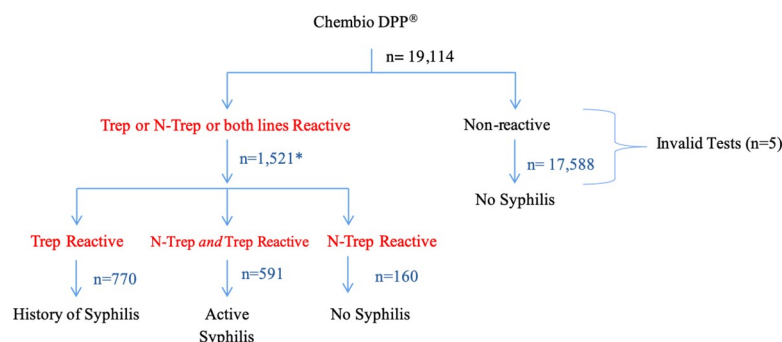 Chembio DPP®
n= 19,114
Trep or N-Trep or both lines Reactive
Non-reactive
Invalid Tests (n=5)
n=1,521*
n= 17,588
No Syphilis
Trep Reactive
N-Trep and Trep Reactive
N-Trep Reactive
n=770
n=591
n=160
History of Syphilis
Active
Syphilis
No Syphilis